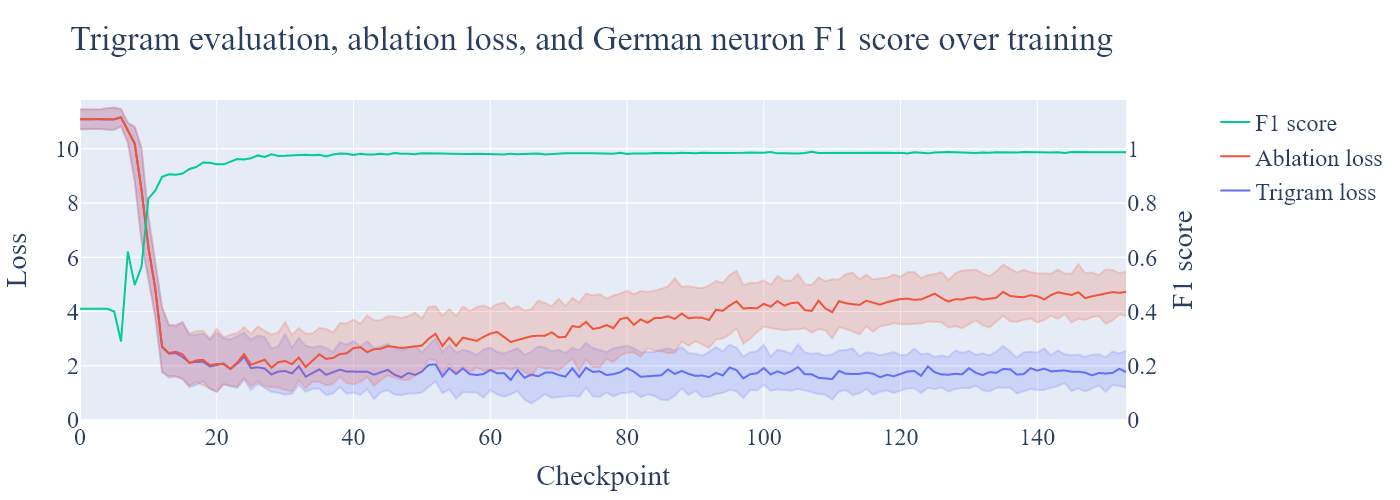 Trigram evaluation, ablation loss, and German neuron F1 score over training
F1 score
Ablation loss
Trigram loss
Loss
10
8
6
4
2
0
1
0.8
0.6
0.4
0.2
0
F1 score
0 20 40 60 80 100 120 140
Checkpoint